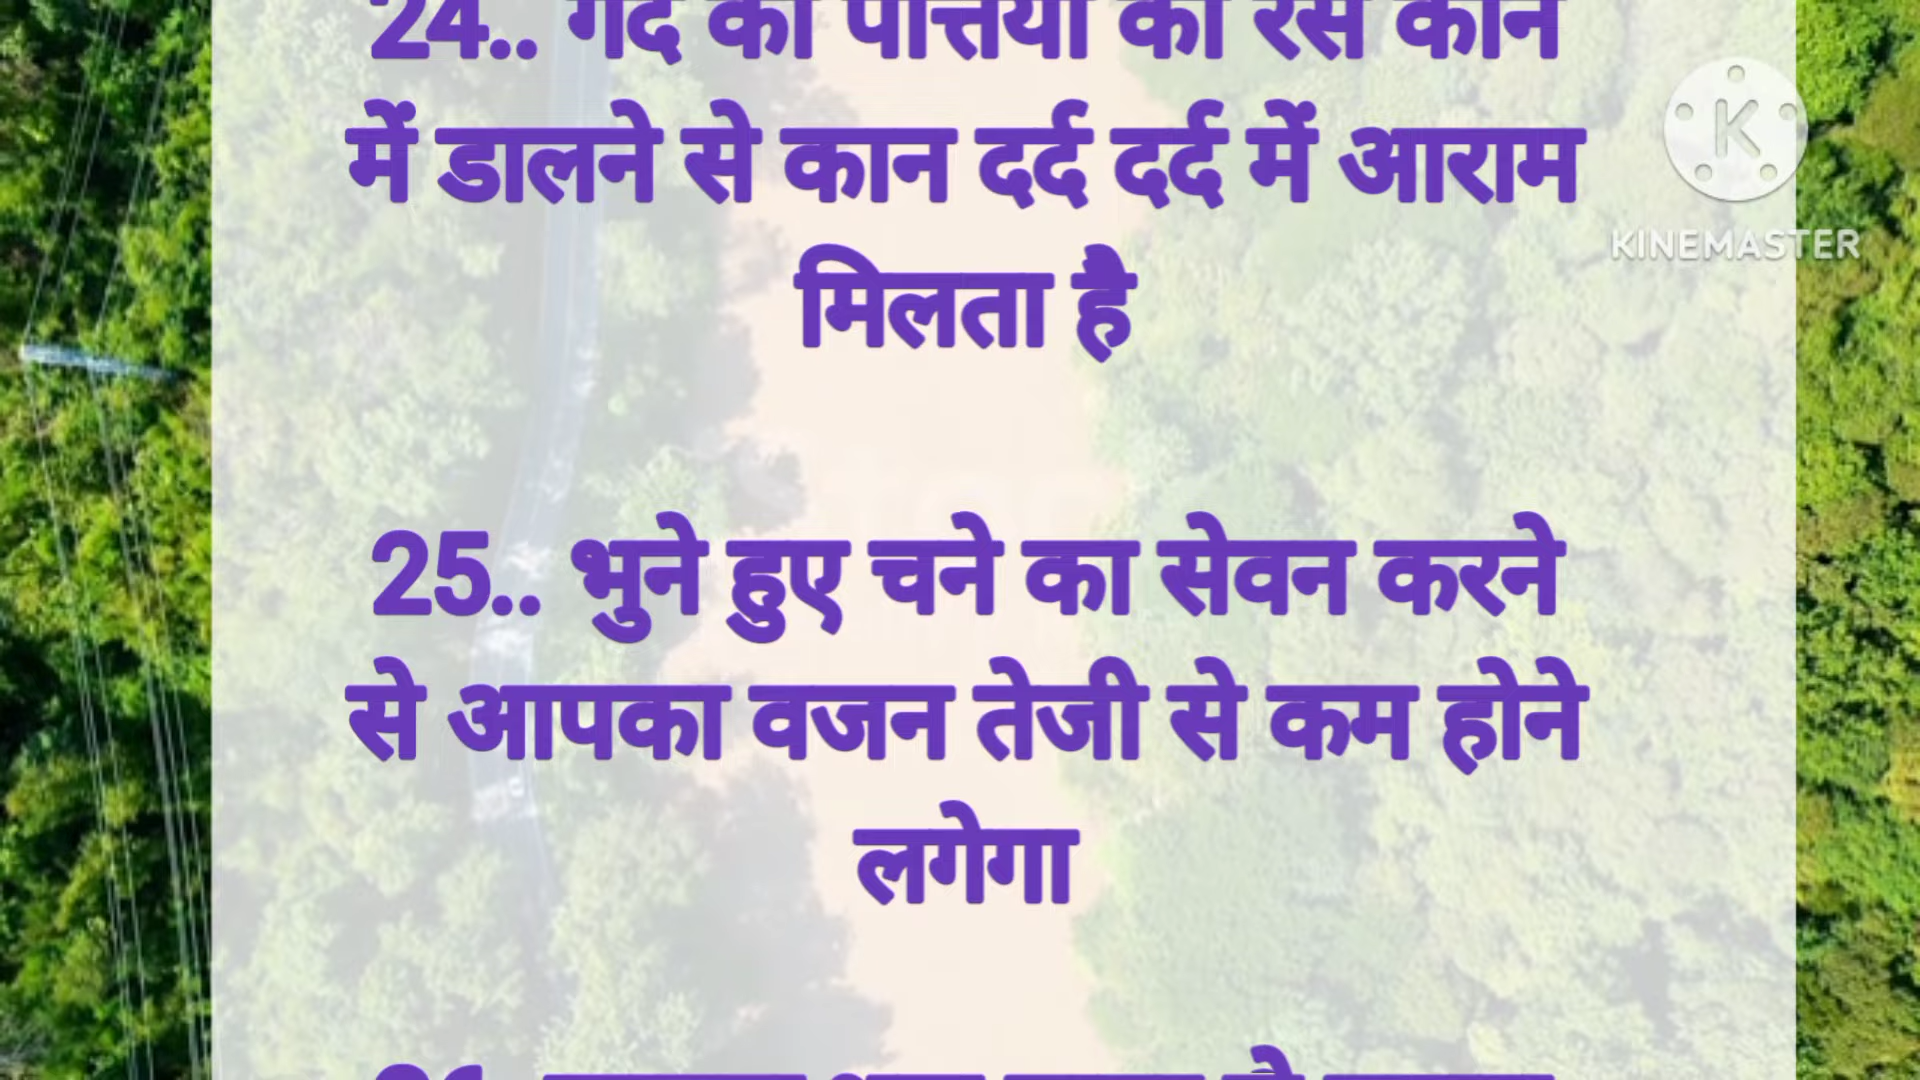 24.. की पत्तियों का रस कान
में डालने से कान दर्द दर्द में आराम
मिलता है
25.. भुने हुए चने का सेवन करने
से आपका वजन तेजी से कम होने
लगेगा
KINEMASTER